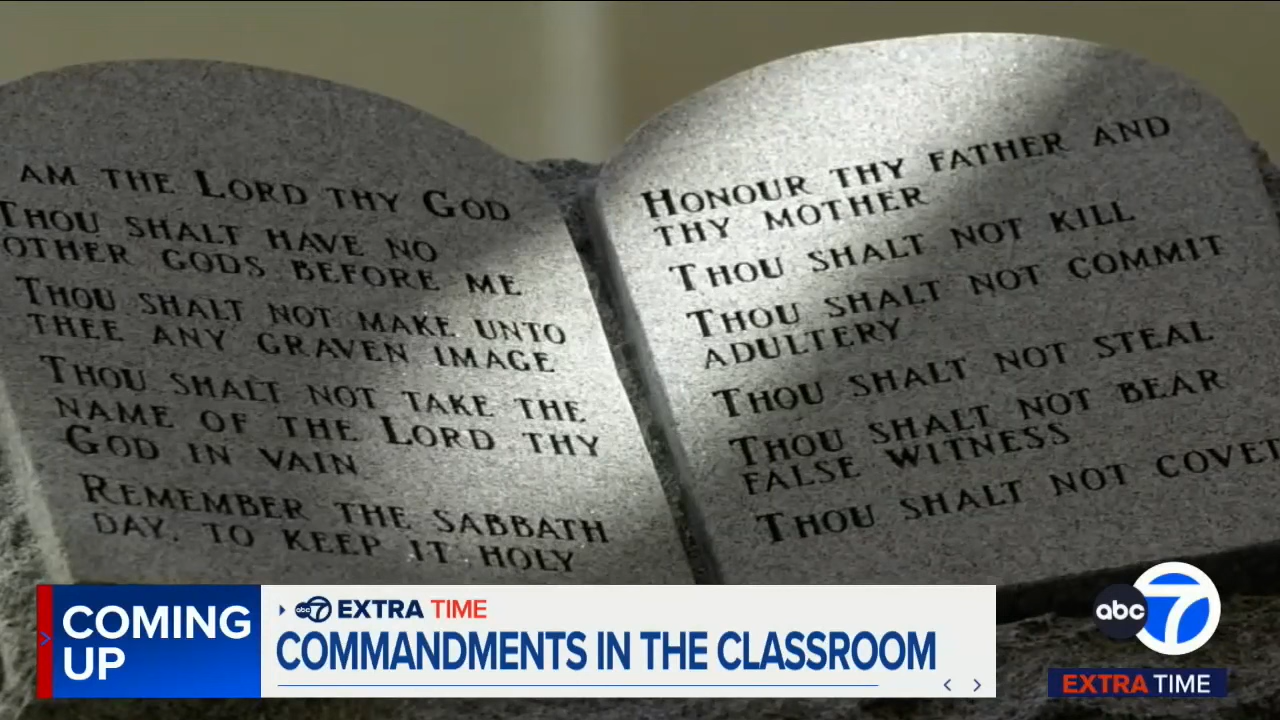 AM THE LORD THY GOD
THOU SHALT HAVE NO
OTHER GODS BEFORE ME
THOU SHALT NOT MAKE UNTO
THEE ANY GRAVEN IMAGE
THOU SHALT NOT TAKE THE
NAME OF THE LORD THY
GOD IN VAIN
REMEMBER THE SABBATH
DAY, TO KEEP IT HOLY
HONOUR THY FATHER AND
THY MOTHER
THOU SHALT NOT KILL
THOU SHALT NOT COMMIT
ADULTERY
THOU SHALT NOT STEAL
THOU SHALT NOT BEAR
FALSE WITNESS
THOU SHALT NOT COVET
COMING
UP
abc 7 EXTRA TIME
COMMANDMENTS IN THE CLASSROOM
abc 7
EXTRA TIME